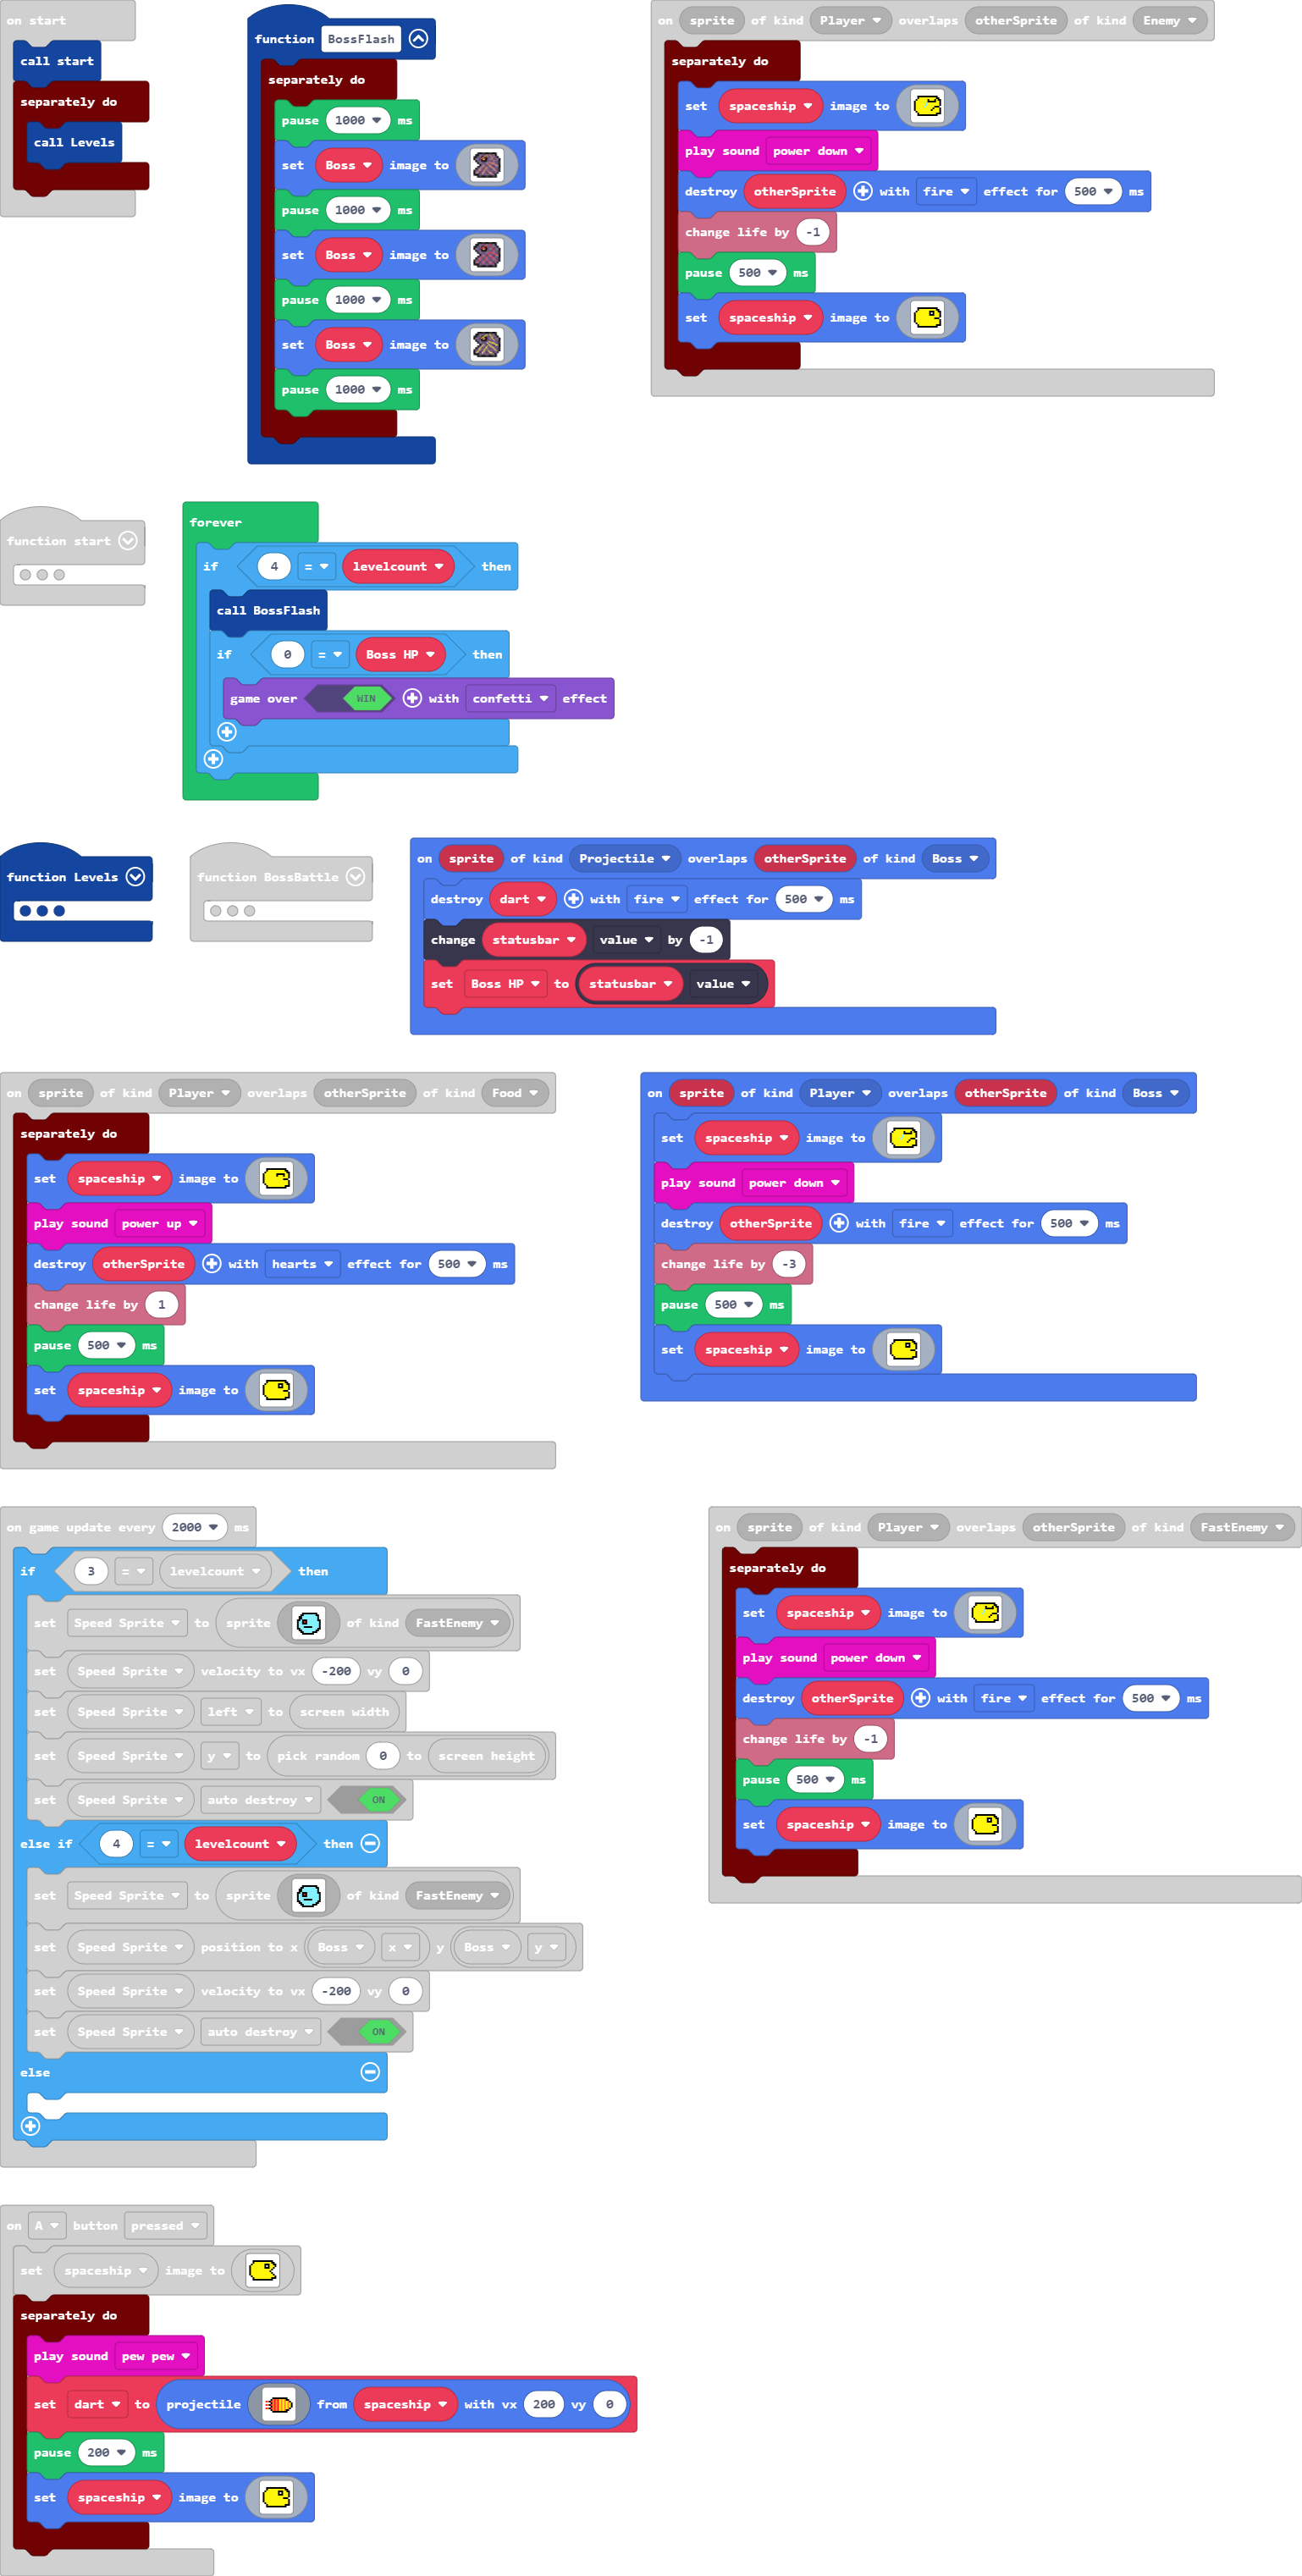 on start
call start
separately do
call Levels
function BossFlash
separately do
pause 1000 ms
set Boss image to
pause 1000 ms
set Boss image to
pause 1000 ms
set Boss image to
pause 1000 ms
on sprite of kind Player overlaps otherSprite of kind Enemy
separately do
set spaceship image to
play sound power down
destroy otherSprite with fire effect for 500 ms
change life by -1
pause 500 ms
set spaceship image to
function start
forever
if 4 = levelcount then
call BossFlash
if 0 = Boss HP then
game over WIN with confetti effect
function Levels
function BossBattle
on sprite of kind Projectile overlaps otherSprite of kind Boss
destroy dart with fire effect for 500 ms
change statusbar value by -1
set Boss HP to statusbar value
on sprite of kind Player overlaps otherSprite of kind Food
separately do
set spaceship image to
play sound power up
destroy otherSprite with hearts effect for 500 ms
change life by 1
pause 500 ms
set spaceship image to
on sprite of kind Player overlaps otherSprite of kind Boss
set spaceship image to
play sound power down
destroy otherSprite with fire effect for 500 ms
change life by -3
pause 500 ms
set spaceship image to
on game update every 2000 ms
if 3 = levelcount then
set Speed Sprite to sprite of kind FastEnemy
set Speed Sprite velocity to vx -200 vy 0
set Speed Sprite left to screen width
set Speed Sprite y to pick random 0 to screen height
set Speed Sprite auto destroy ON
else if 4 = levelcount then
set Speed Sprite to sprite of kind FastEnemy
set Speed Sprite position to x Boss x y Boss y
set Speed Sprite velocity to vx -200 vy 0
set Speed Sprite auto destroy ON
else
on sprite of kind Player overlaps otherSprite of kind FastEnemy
separately do
set spaceship image to
play sound power down
destroy otherSprite with fire effect for 500 ms
change life by -1
pause 500 ms
set spaceship image to
on A button pressed
set spaceship image to
separately do
play sound pew pew
set dart to projectile from spaceship with vx 200 vy 0
pause 200 ms
set spaceship image to